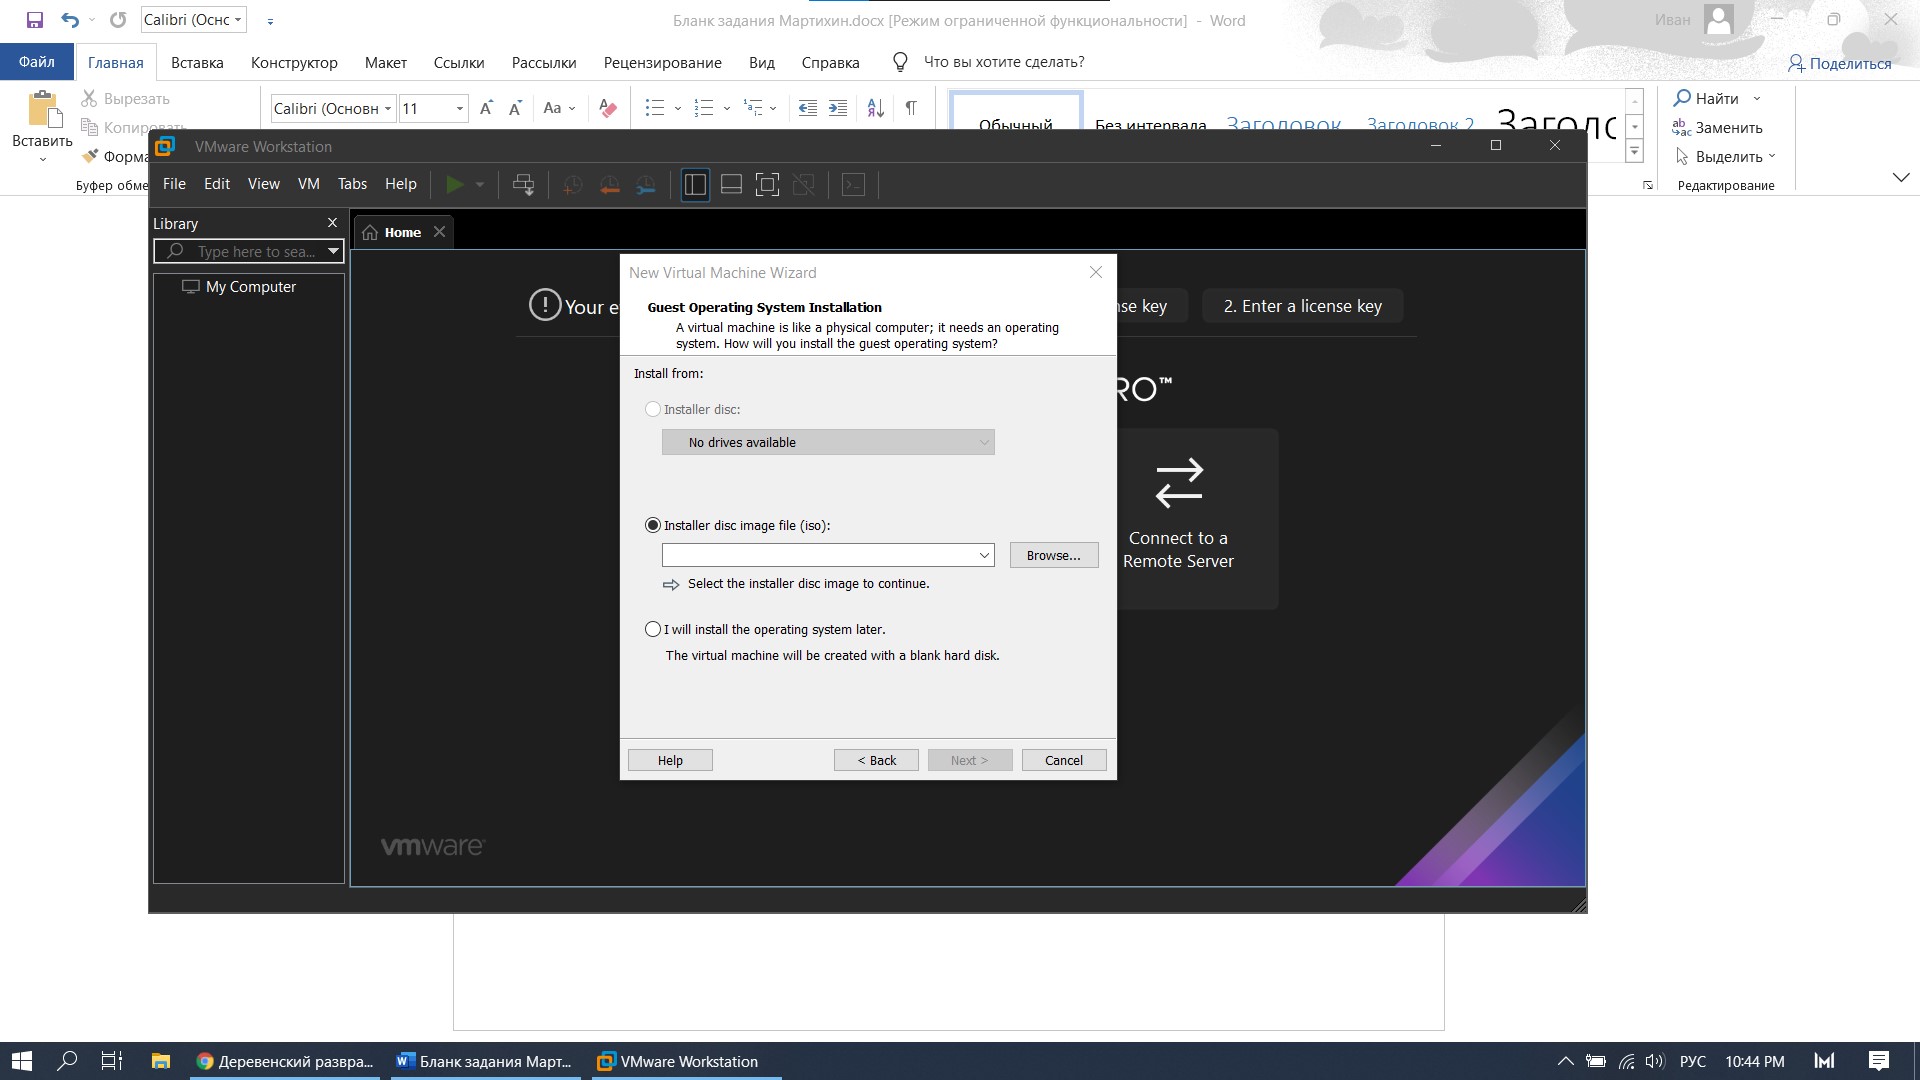 Calibri (Оснс
Бланк задания Мартихин.docx [Режим ограниченной функциональности] - Word
Иван
Файл
Главная
Вставка
Конструктор
Макет
Ссылки
Рассылки
Рецензирование
Вид
Справка
Что вы хотите сделать?
Поделиться
Вставить
Вырезать
Копировать
Форма
Буфер обме
Calibri (Основн
11
Aa
Обычный
Без интервала
Заголовок
Заголовок 2
Заголо
Найти
Заменить
Выделить
Редактирование
VMware Workstation
File Edit View VM Tabs Help
Library
Type here to sea...
My Computer
Home
Your e
nse key
2. Enter a license key
RO™
Connect to a
Remote Server
New Virtual Machine Wizard
Guest Operating System Installation
A virtual machine is like a physical computer; it needs an operating
system. How will you install the guest operating system?
Install from:
Installer disc:
No drives available
Installer disc image file (iso):
Browse...
Select the installer disc image to continue.
I will install the operating system later.
The virtual machine will be created with a blank hard disk.
Help
< Back
Next >
Cancel
vmware
Деревенский развра...
Бланк задания Март...
VMware Workstation
РУС
10:44 PM